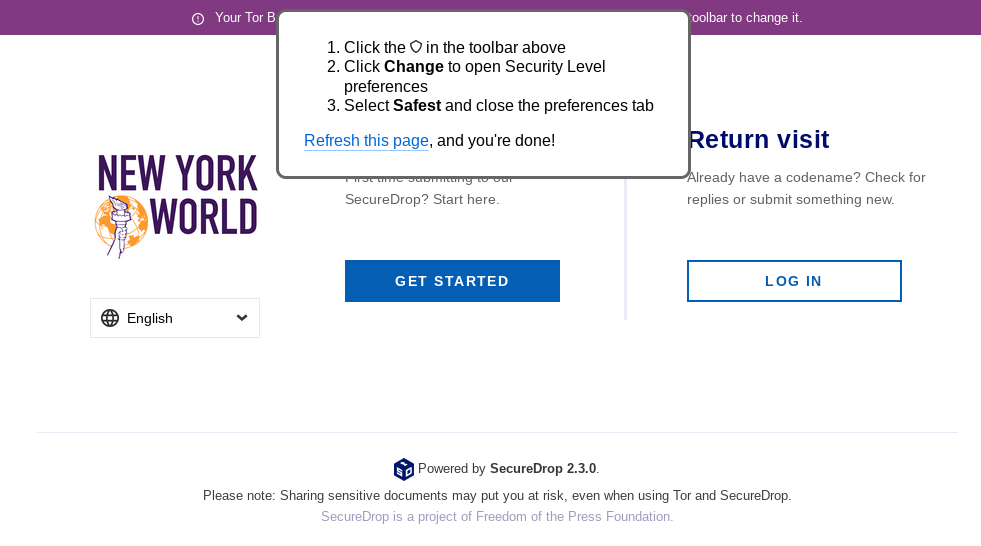 Your Tor B
toolbar to change it.
1. Click the in the toolbar above
2. Click Change to open Security Level
preferences
3. Select Safest and close the preferences tab
Refresh this page, and you're done!
NEW YORK
WORLD
English
First time submitting to our
SecureDrop? Start here.
GET STARTED
Return visit
Already have a codename? Check for
replies or submit something new.
LOG IN
Powered by SecureDrop 2.3.0.
Please note: Sharing sensitive documents may put you at risk, even when using Tor and SecureDrop.
SecureDrop is a project of Freedom of the Press Foundation.